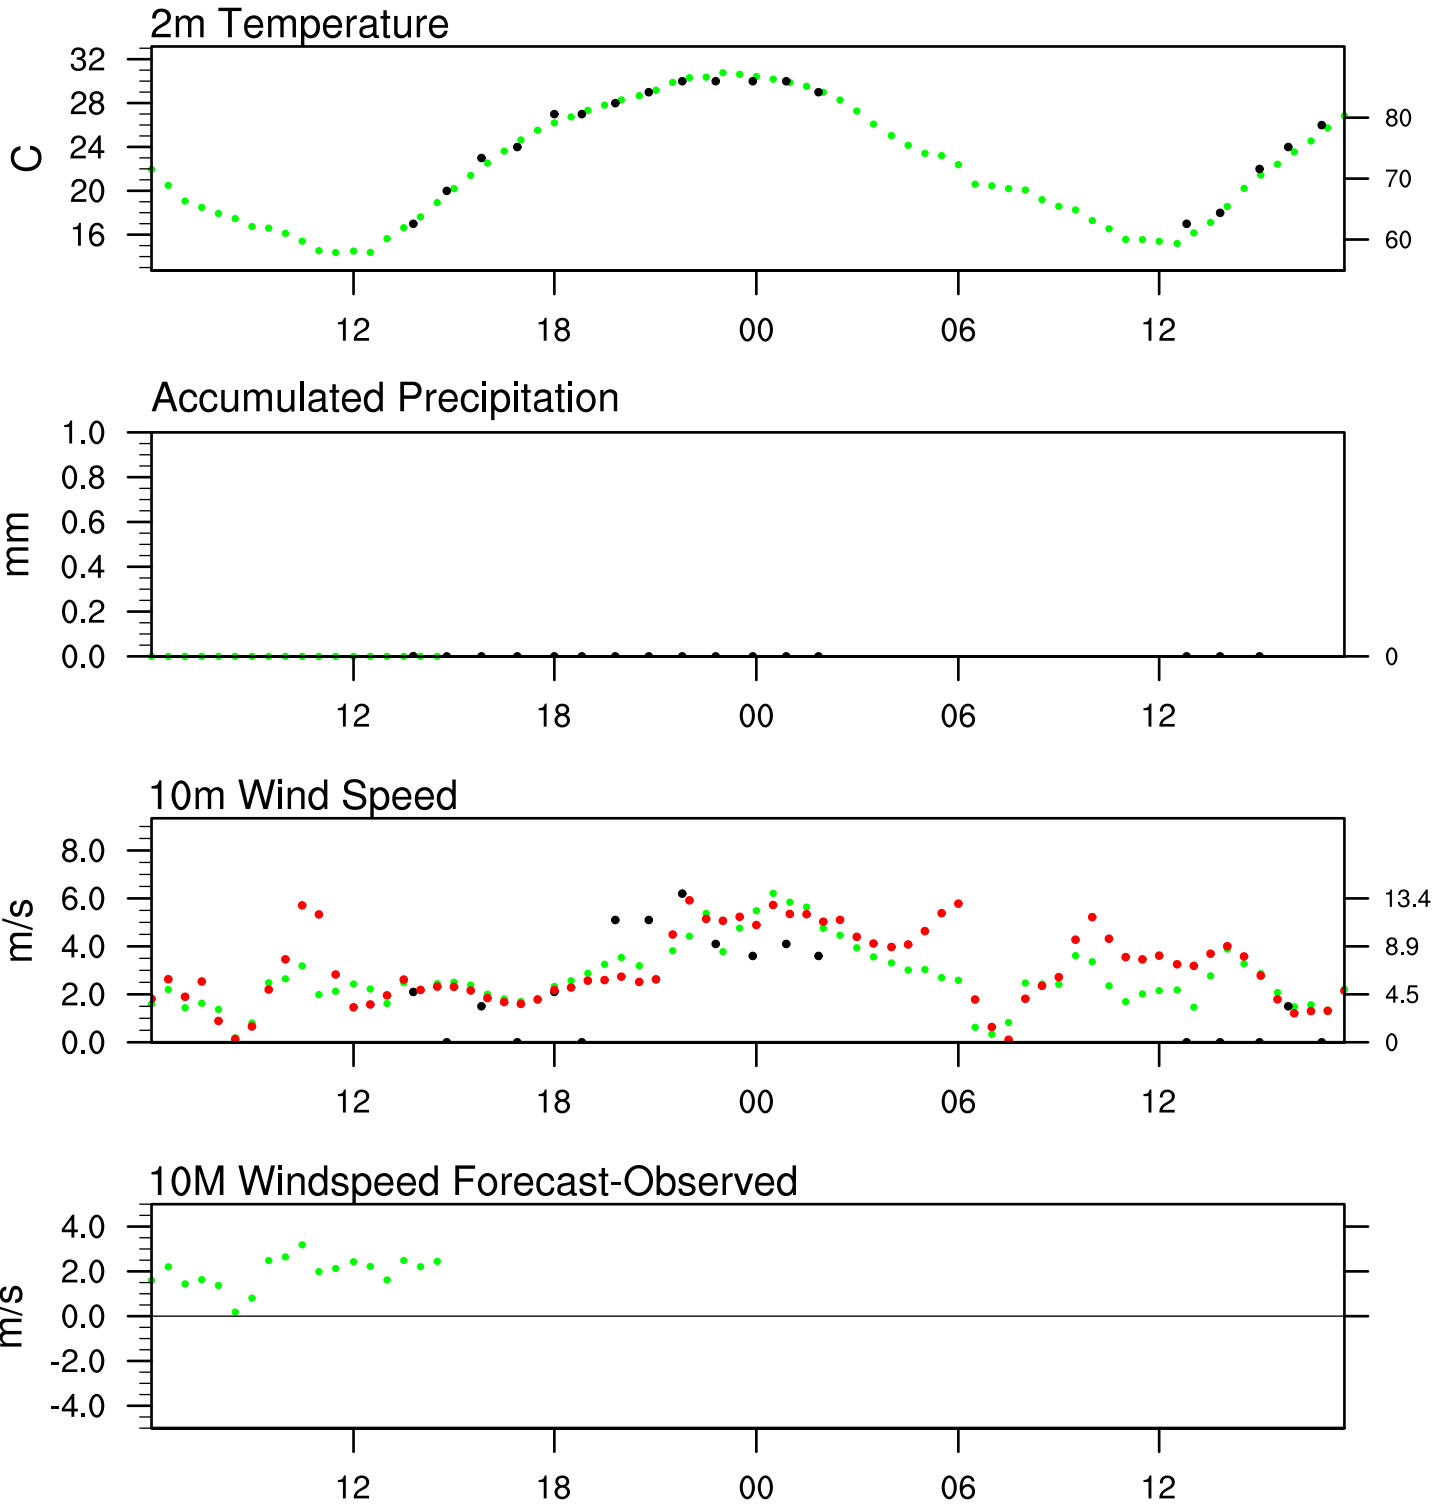 2m Temperature
32
28
24
20
16
C
80
70
60
12 18 00 06 12
Accumulated Precipitation
1.0
0.8
0.6
0.4
0.2
0.0
mm
0
12 18 00 06 12
10m Wind Speed
8.0
6.0
4.0
2.0
0.0
m/s
13.4
8.9
4.5
0
12 18 00 06 12
10M Windspeed Forecast-Observed
4.0
2.0
0.0
-2.0
-4.0
m/s
12 18 00 06 12